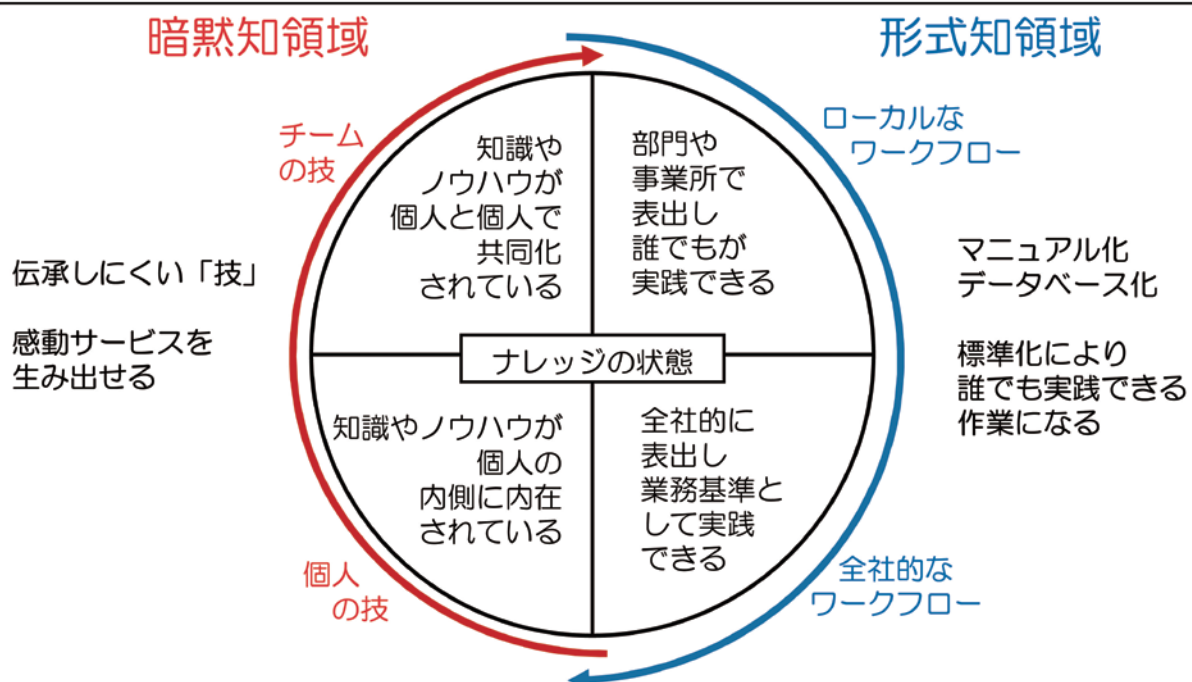 暗黙知領域
形式知領域
チーム
の技
知識や
ノウハウが
個人と個人で
共同化
されている
部門や
事業所で
表出し
誰でもが
実践できる
ローカルな
ワークフロー
伝承しにくい「技」
感動サービスを
生み出せる
ナレッジの状態
マニュアル化
データベース化
標準化により
誰でも実践できる
作業になる
知識やノウハウが
個人の
内側に内在
されている
全社的に
表出し
業務基準と
して実践
できる
個人
の技
全社的な
ワークフロー